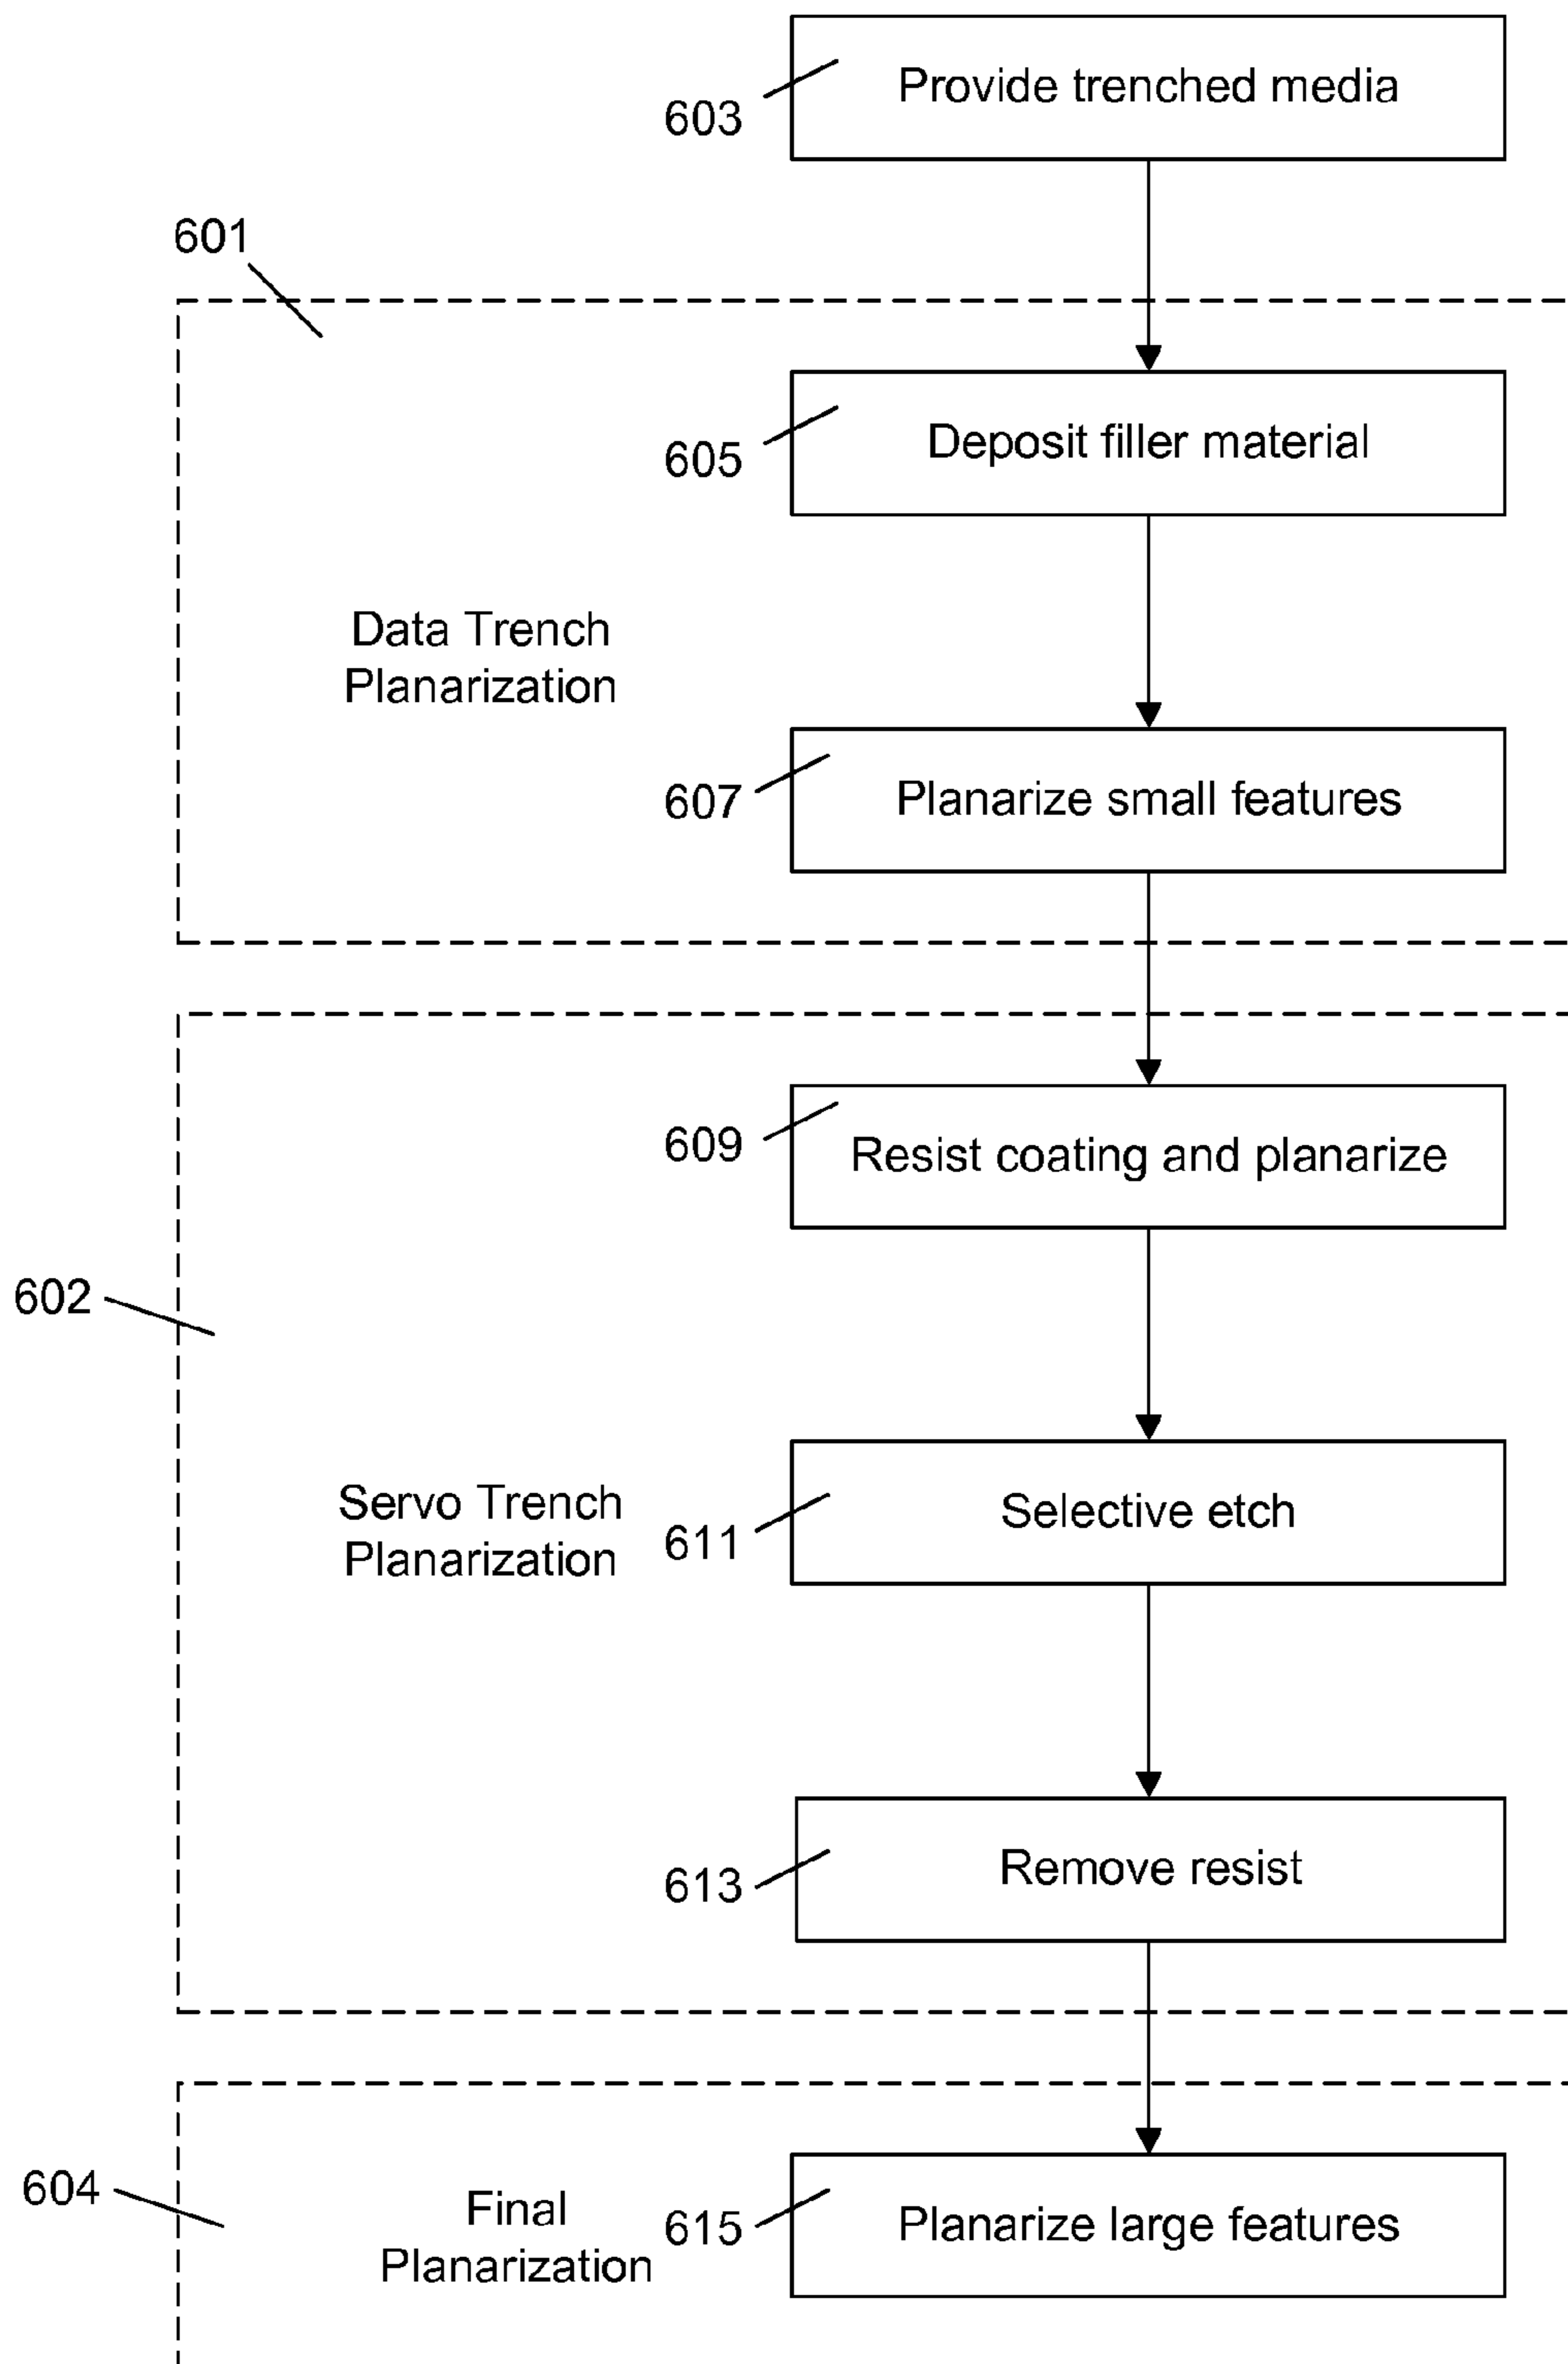 Provide trenched media
603
601
Deposit filler material
605
Data Trench
Planarization
Planarize small features
607
Resist coating and planarize
609
602
Servo Trench
Planarization
Selective etch
611
Remove resist
613
604
Final
Planarization
615
Planarize large features